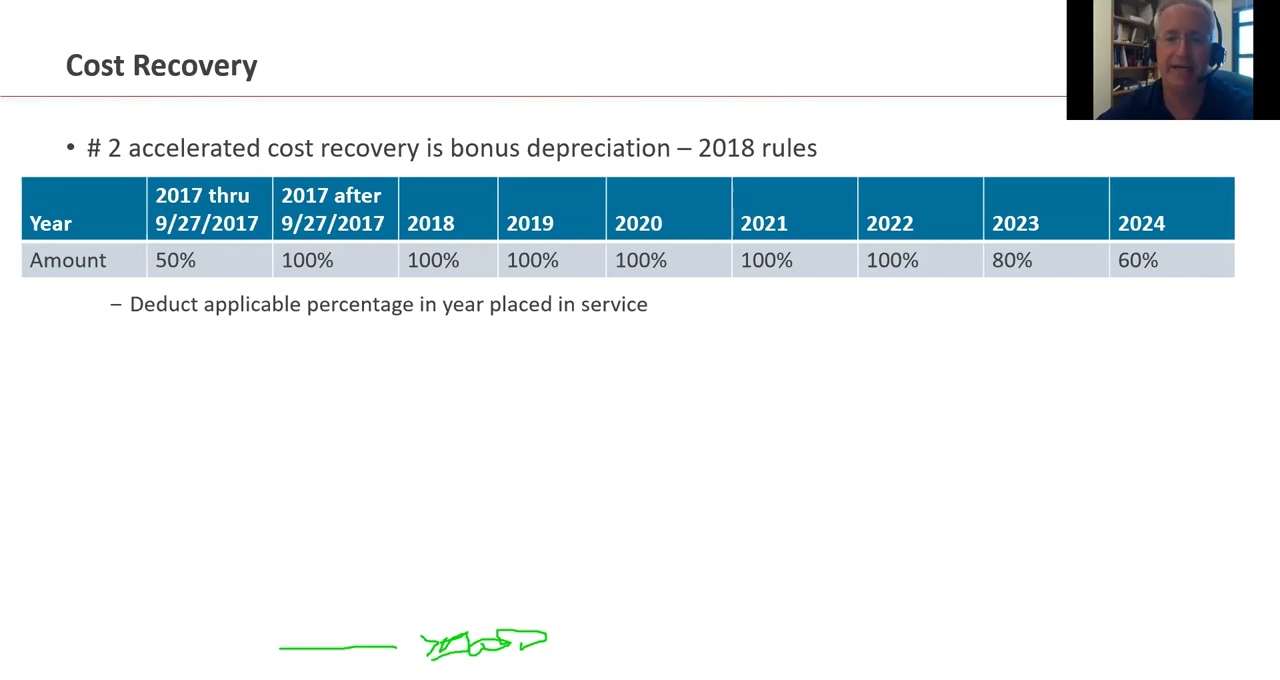 Cost Recovery
• # 2 accelerated cost recovery is bonus depreciation – 2018 rules
Year 2017 thru 9/27/2017 2017 after 9/27/2017 2018 2019 2020 2021 2022 2023 2024
Amount 50% 100% 100% 100% 100% 100% 100% 80% 60%
– Deduct applicable percentage in year placed in service